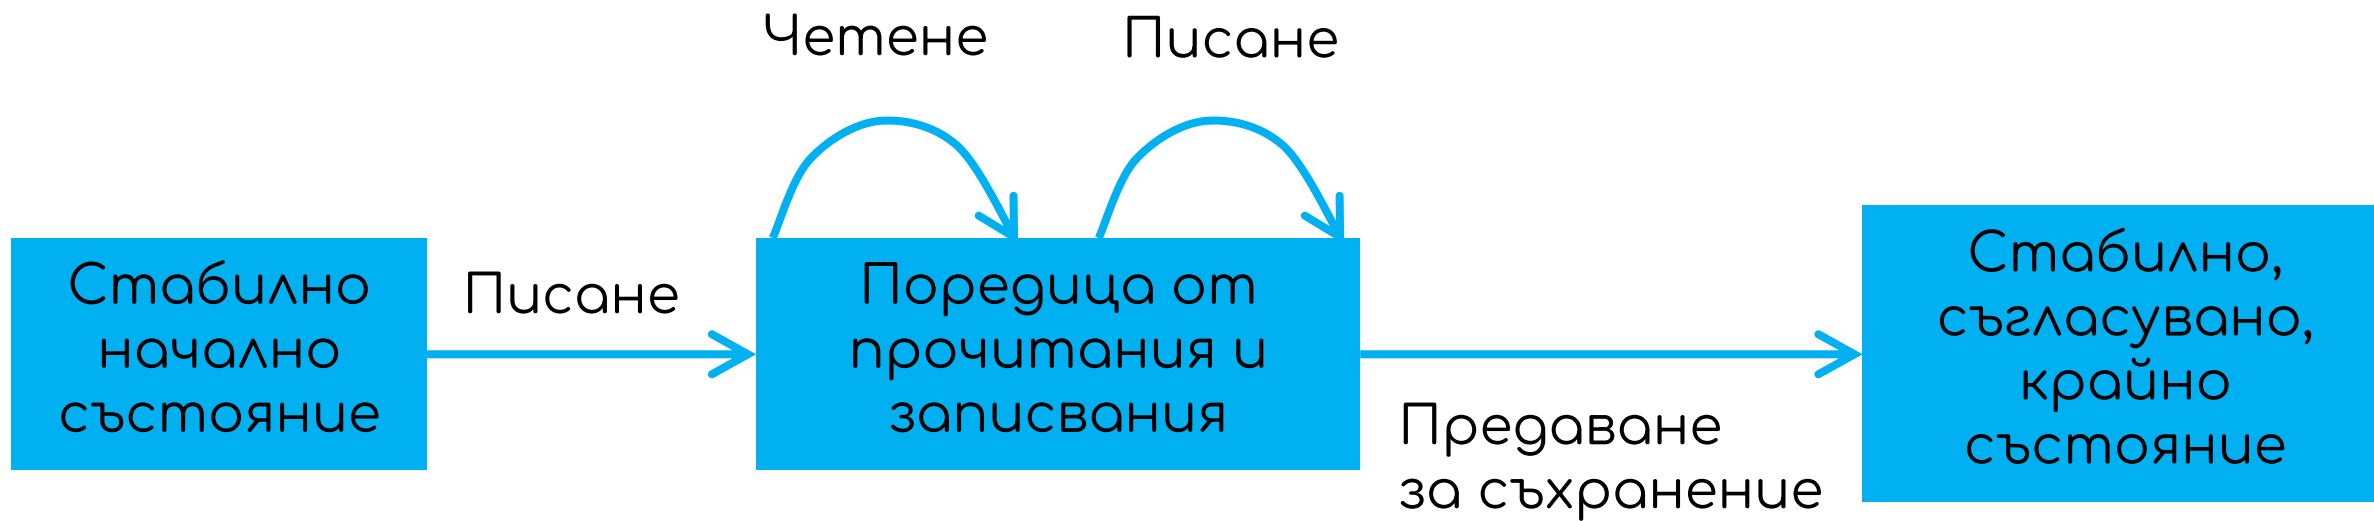 Четене
Писане
Стабилно
начално
състояние
Писане
Поредица от
прочитания и
записвания
Предаване
за съхранение
Стабилно,
съгласувано,
крайно
състояние